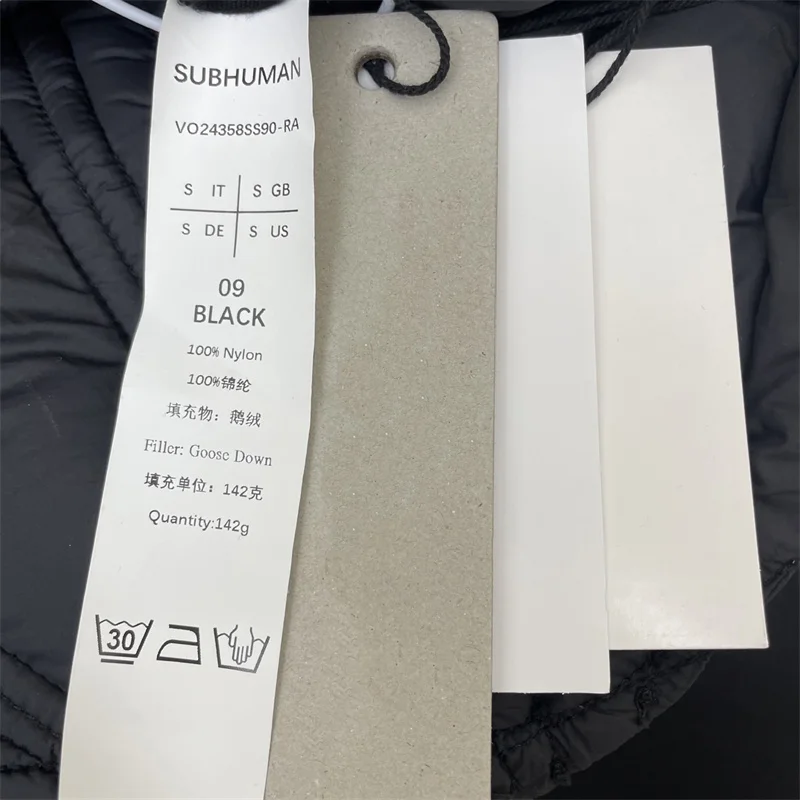 SUBHUMAN
VO24358SS90-RA
S IT S GB
S DE S US
09
BLACK
100% Nylon
100%锦纶
填充物：鹅绒
Filler: Goose Down
填充单位：142克
Quantity:142g
30